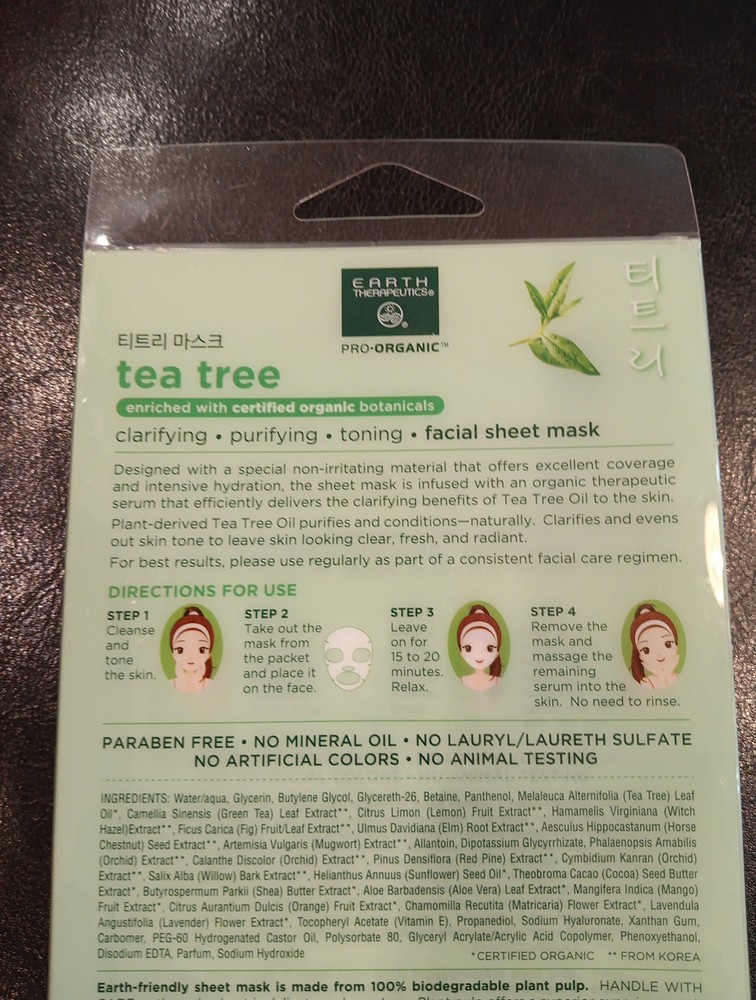 EARTH
THERAPEUTICS®
®
PRO•ORGANIC™
티트리
티트리 마스크
tea tree
enriched with certified organic botanicals
clarifying • purifying • toning • facial sheet mask
Designed with a special non-irritating material that offers excellent coverage
and intensive hydration, the sheet mask is infused with an organic therapeutic
serum that efficiently delivers the clarifying benefits of Tea Tree Oil to the skin.
Plant-derived Tea Tree Oil purifies and conditions—naturally. Clarifies and evens
out skin tone to leave skin looking clear, fresh, and radiant.
For best results, please use regularly as part of a consistent facial care regimen.
DIRECTIONS FOR USE
STEP 1
Cleanse
and
tone
the skin.
STEP 2
Take out the
mask from
the packet
and place it
on the face.
STEP 3
Leave
on for
15 to 20
minutes.
Relax.
STEP 4
Remove the
mask and
massage the
remaining
serum into the
skin. No need to rinse.
PARABEN FREE • NO MINERAL OIL • NO LAURYL/LAURETH SULFATE
NO ARTIFICIAL COLORS • NO ANIMAL TESTING
INGREDIENTS: Water/aqua, Glycerin, Butylene Glycol, Glycereth-26, Betaine, Panthenol, Melaleuca Alternifolia (Tea Tree) Leaf
Oil*, Camellia Sinensis (Green Tea) Leaf Extract**, Citrus Limon (Lemon) Fruit Extract**, Hamamelis Virginiana (Witch
Hazel)Extract**, Ficus Carica (Fig) Fruit/Leaf Extract**, Ulmus Davidiana (Elm) Root Extract**, Aesculus Hippocastanum (Horse
Chestnut) Seed Extract**, Artemisia Vulgaris (Mugwort) Extract**, Allantoin, Dipotassium Glycyrrhizate, Phalaenopsis Amabilis
(Orchid) Extract**, Calanthe Discolor (Orchid) Extract**, Pinus Densiflora (Red Pine) Extract**, Cymbidium Kanran (Orchid)
Extract**, Salix Alba (Willow) Bark Extract**, Helianthus Annuus (Sunflower) Seed Oil*, Theobroma Cacao (Cocoa) Seed Butter
Extract*, Butyrospermum Parkii (Shea) Butter Extract*, Aloe Barbadensis (Aloe Vera) Leaf Extract*, Mangifera Indica (Mango)
Fruit Extract*, Citrus Aurantium Dulcis (Orange) Fruit Extract*, Chamomilla Recutita (Matricaria) Flower Extract*, Lavendula
Angustifolia (Lavender) Flower Extract*, Tocopheryl Acetate (Vitamin E), Propanediol, Sodium Hyaluronate, Xanthan Gum,
Carbomer, PEG-60 Hydrogenated Castor Oil, Polysorbate 80, Glyceryl Acrylate/Acrylic Acid Copolymer, Phenoxyethanol,
Disodium EDTA, Parfum, Sodium Hydroxide
*CERTIFIED ORGANIC ** FROM KOREA
Earth-friendly sheet mask is made from 100% biodegradable plant pulp. HANDLE WITH